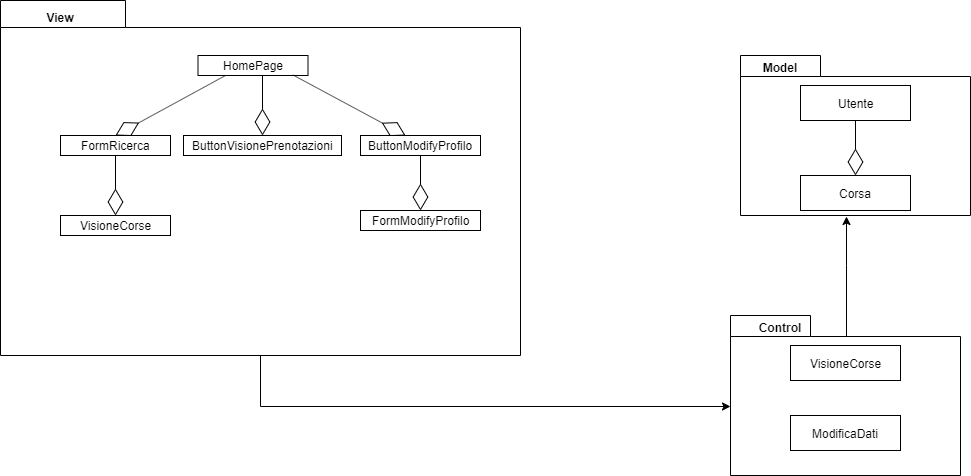 View
HomePage
FormRicerca
ButtonVisionePrenotazioni
ButtonModifyProfilo
VisioneCorse
FormModifyProfilo
Model
Utente
Corsa
Control
VisioneCorse
ModificaDati